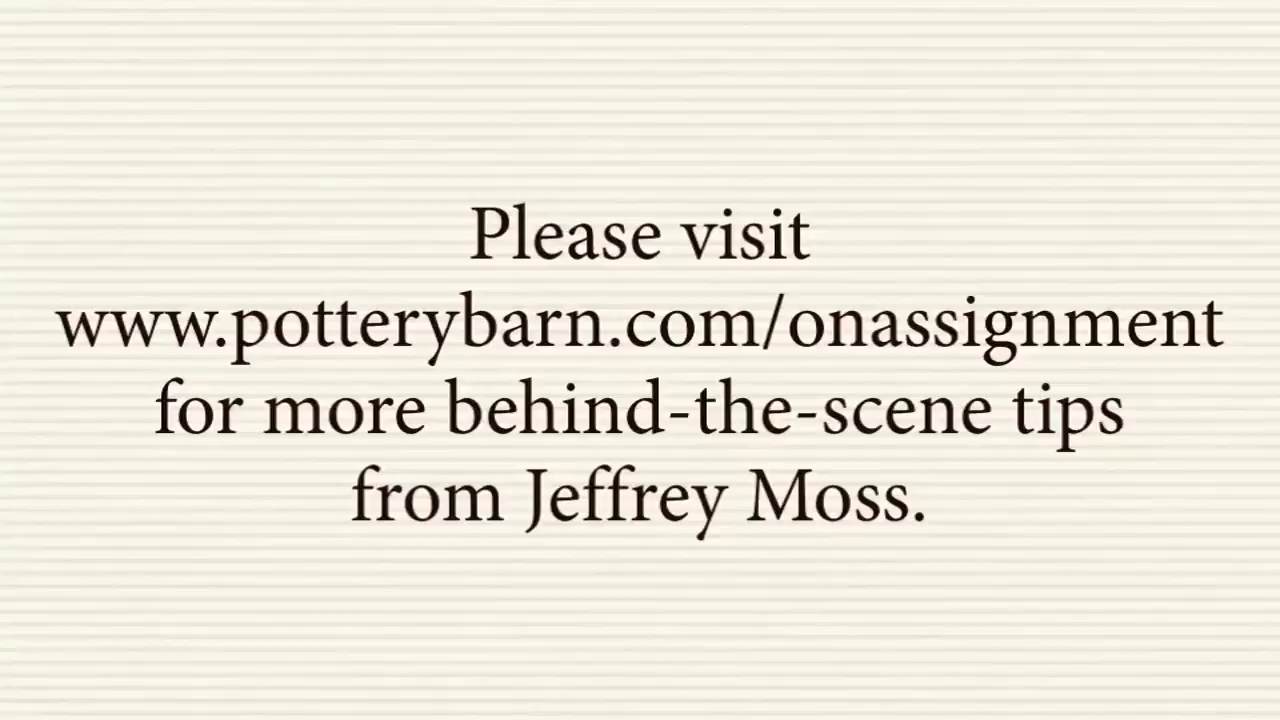 Please visit
www.potterybarn.com/onassignment
for more behind-the-scene tips
from Jeffrey Moss.